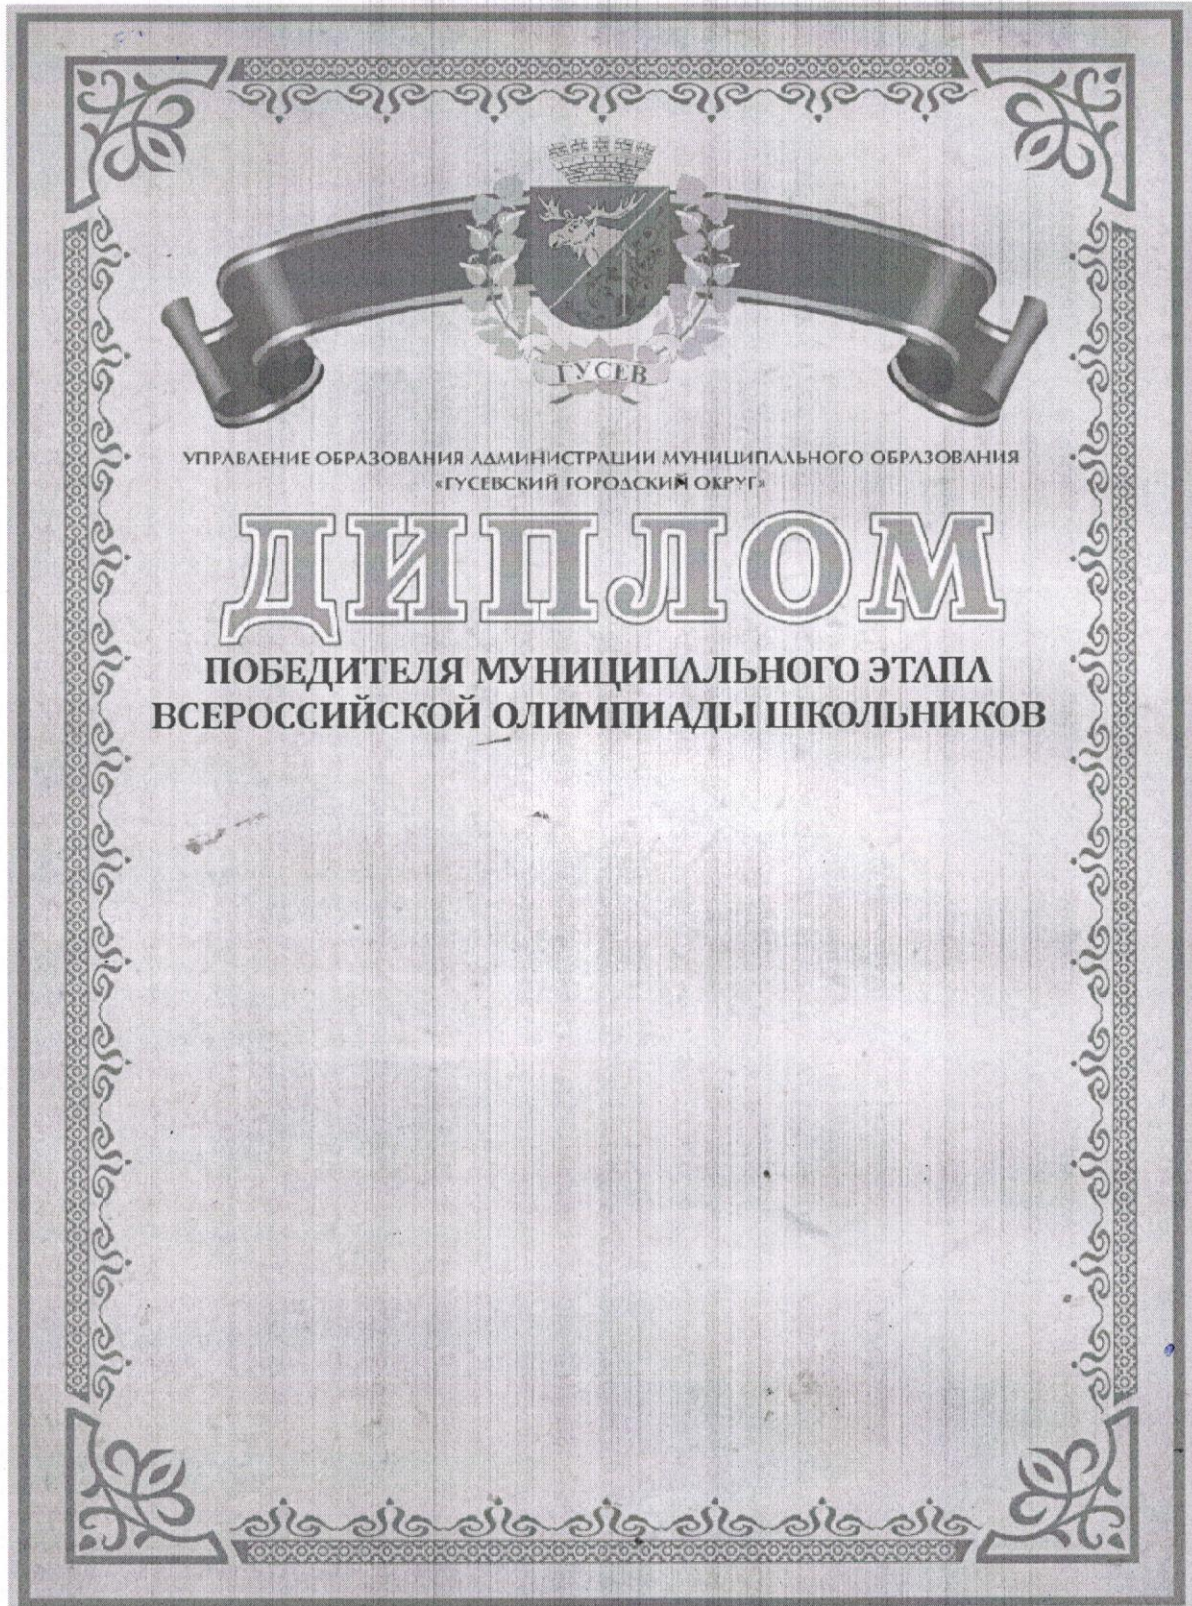 ГУСЕВ
УПРАВЛЕНИЕ ОБРАЗОВАНИЯ АДМИНИСТРАЦИИ МУНИЦИПАЛЬНОГО ОБРАЗОВАНИЯ
«ГУСЕВСКИЙ ГОРОДСКИЙ ОКРУГ»
ДИПЛОМ
ПОБЕДИТЕЛЯ МУНИЦИПАЛЬНОГО ЭТАПА
ВСЕРОССИЙСКОЙ ОЛИМПИАДЫ ШКОЛЬНИКОВ